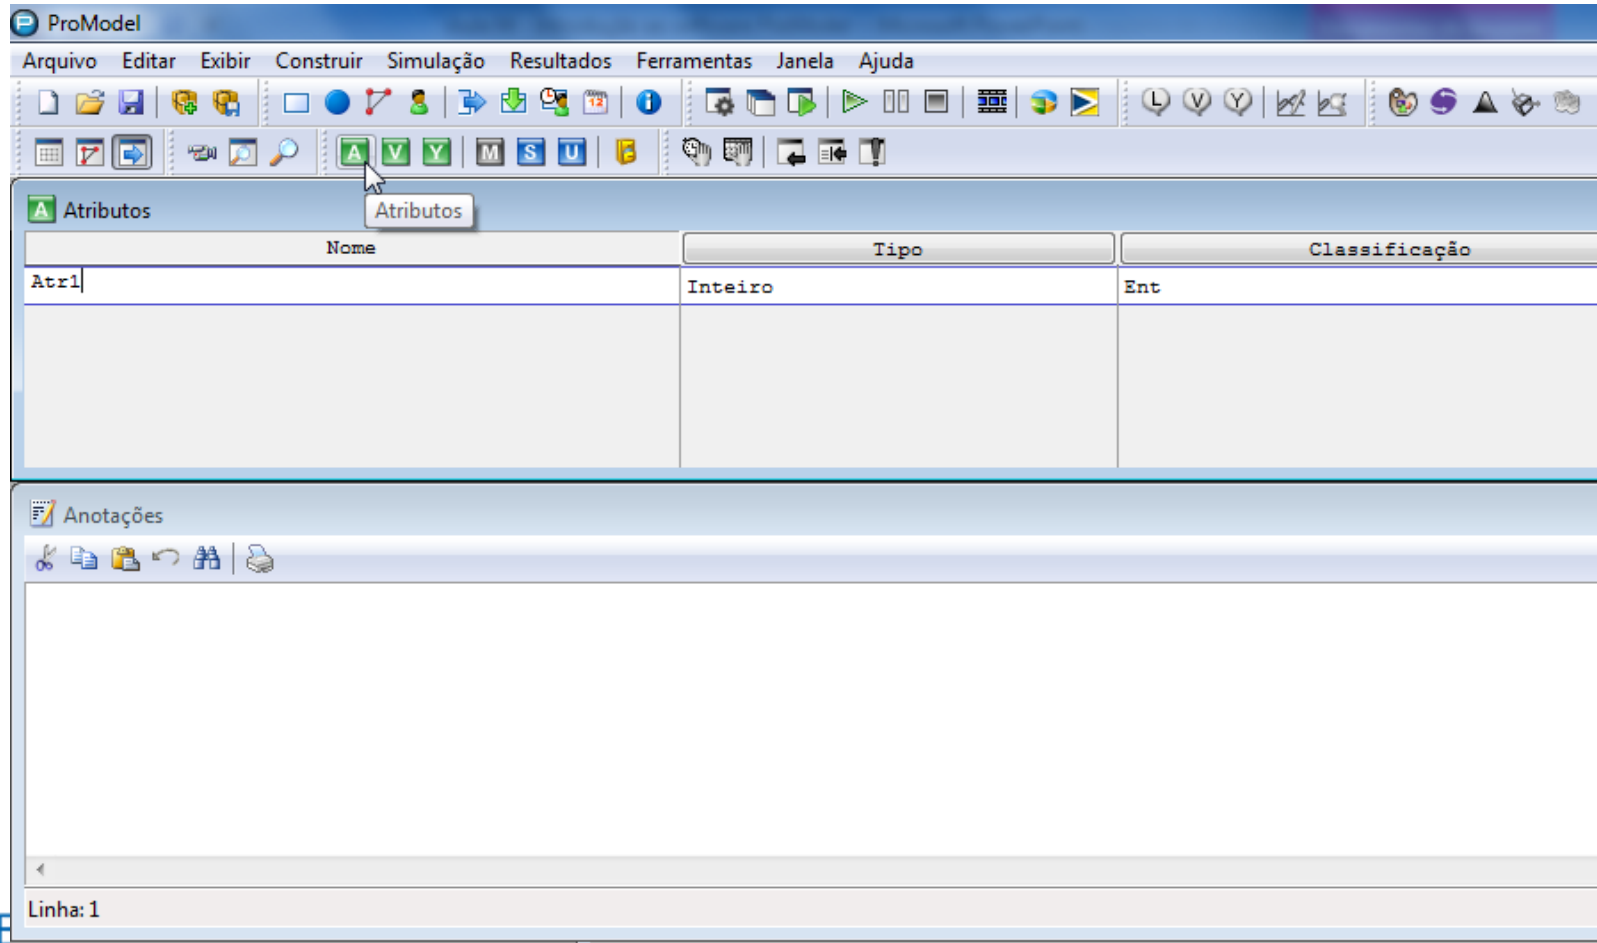 ProModel
Arquivo Editar Exibir Construir Simulação Resultados Ferramentas Janela Ajuda
12 L V Y
A V Y M S U
A Atributos Atributos
Nome Tipo Classificação
Atr1 Inteiro Ent
Anotações
Linha: 1